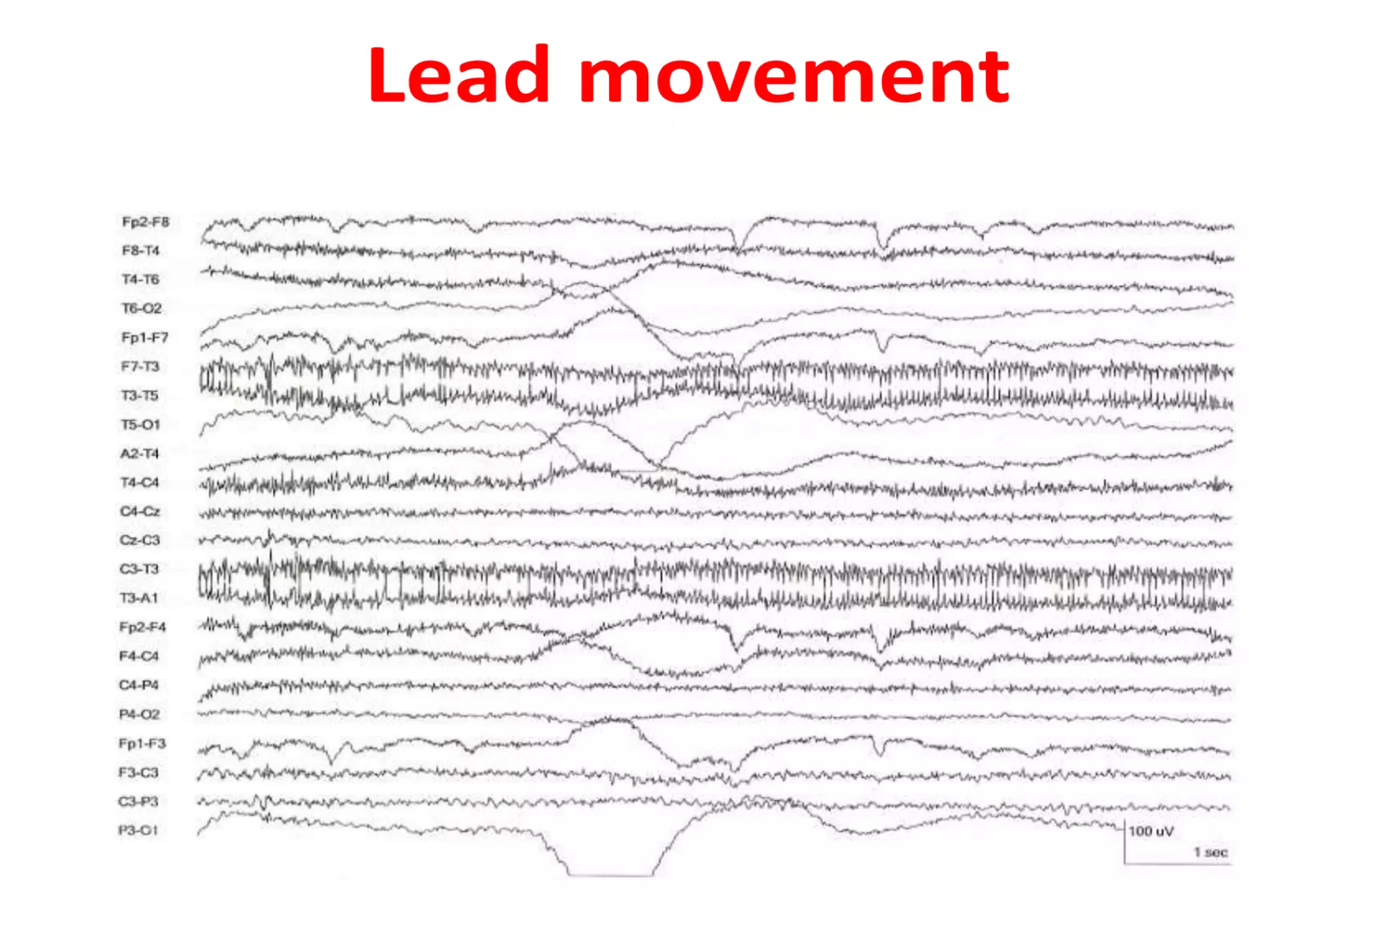 Lead movement
Fp2-F8
F8-T4
T4-T6
T6-O2
Fp1-F7
F7-T3
T3-T5
T5-O1
A2-T4
T4-C4
C4-Cz
Cz-C3
C3-T3
T3-A1
Fp2-F4
F4-C4
C4-P4
P4-O2
Fp1-F3
F3-C3
C3-P3
P3-O1
100 uV
1 sec